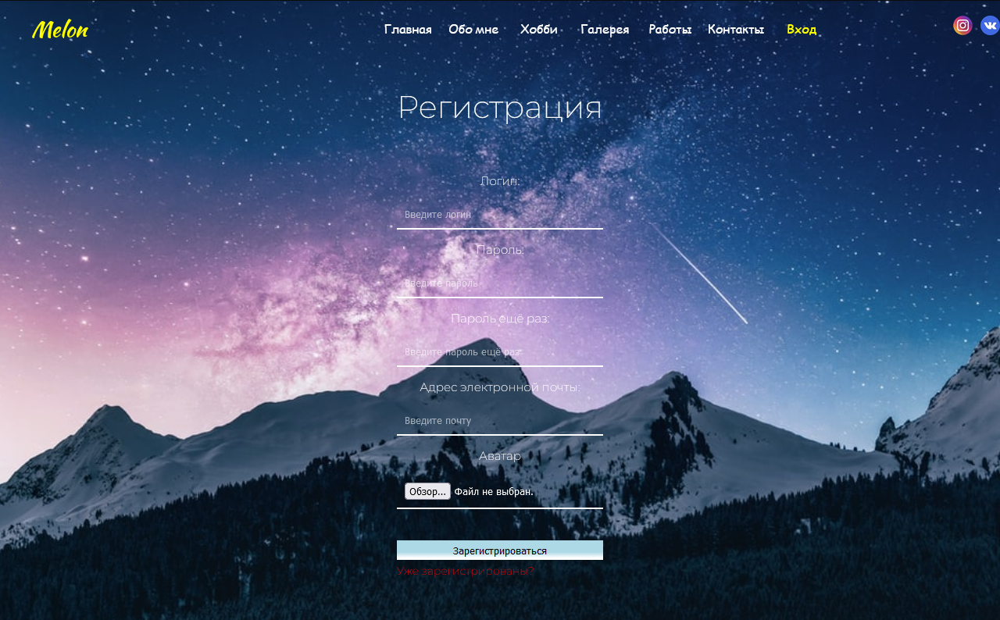 Melon
Главная Обо мне Хобби Галерея Работы Контакты Вход
Регистрация
Логин:
Введите логин
Пароль:
Введите пароль
Пароль ещё раз:
Введите пароль ещё раз
Адрес электронной почты:
Введите почту
Аватар
Обзор... Файл не выбран.
Зарегистрироваться
Уже зарегистрированы?